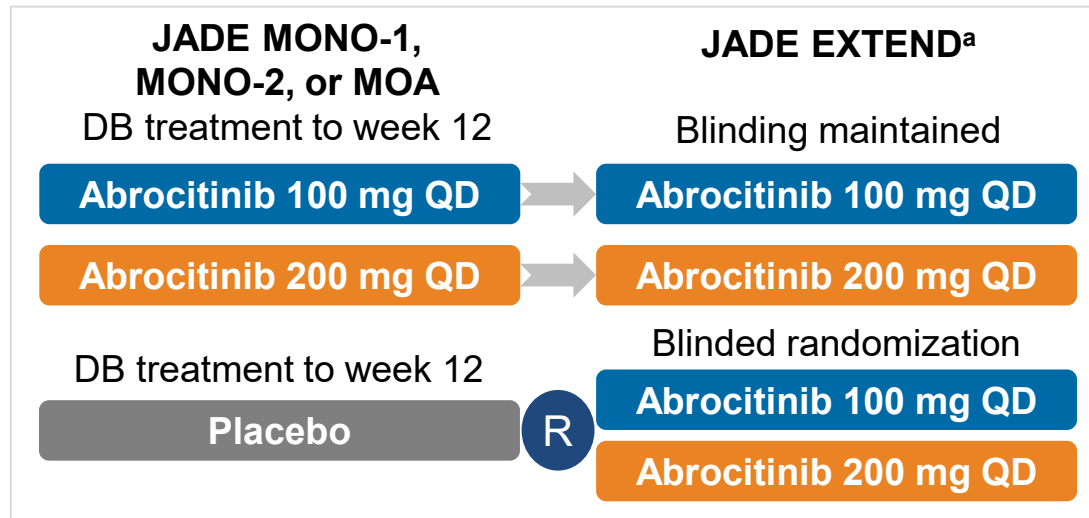 JADE MONO-1,
MONO-2, or MOA
DB treatment to week 12
Abrocitinib 100 mg QD
Abrocitinib 200 mg QD
DB treatment to week 12
Placebo
R
JADE EXTENDᵃ
Blinding maintained
Abrocitinib 100 mg QD
Abrocitinib 200 mg QD
Blinded randomization
Abrocitinib 100 mg QD
Abrocitinib 200 mg QD